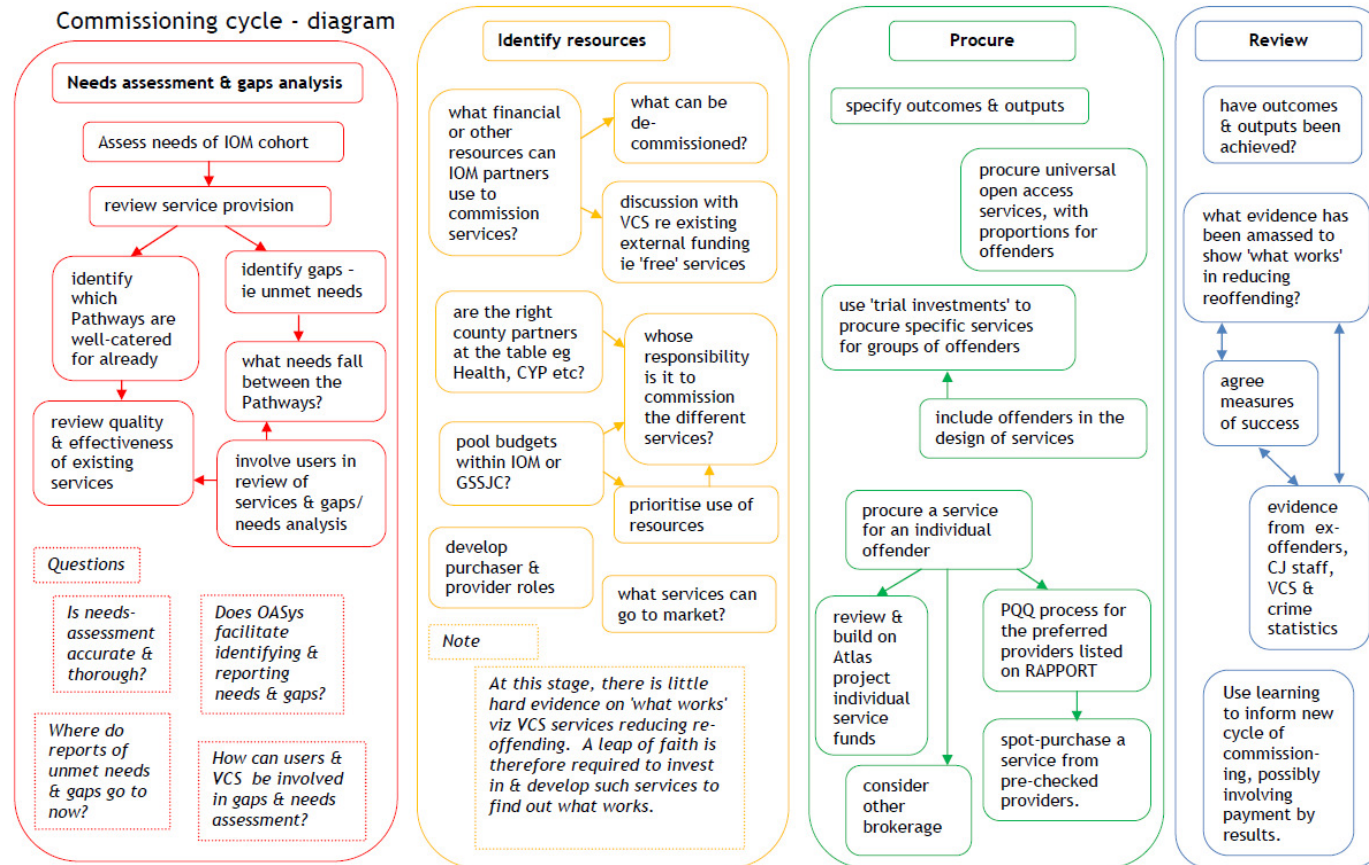 Commissioning cycle - diagram
Needs assessment & gaps analysis
Assess needs of IOM cohort
review service provision
identify
which
Pathways are
well-catered
for already
identify gaps –
ie unmet needs
what needs fall
between the
Pathways?
review quality
& effectiveness
of existing
services
involve users in
review of
services & gaps/
needs analysis
Questions
Is needs-
assessment
accurate &
thorough?
Does OASys
facilitate
identifying &
reporting
needs & gaps?
Where do
reports of
unmet needs
& gaps go to
now?
How can users &
VCS be involved
in gaps & needs
assessment?
Identify resources
what financial
or other
resources can
IOM partners
use to
commission
services?
what can be
de-
commissioned?
discussion with
VCS re existing
external funding
ie 'free' services
are the right
county partners
at the table eg
Health, CYP etc?
whose
responsibility
is it to
commission
the different
services?
pool budgets
within IOM or
GSSJC?
prioritise use of
resources
develop
purchaser &
provider roles
what services can
go to market?
Note
At this stage, there is little
hard evidence on 'what works'
viz VCS services reducing re-
offending. A leap of faith is
therefore required to invest
in & develop such services to
find out what works.
Procure
specify outcomes & outputs
procure universal
open access
services, with
proportions for
offenders
use 'trial investments' to
procure specific services
for groups of offenders
include offenders in the
design of services
procure a service
for an individual
offender
review &
build on
Atlas
project
individual
service
funds
PQQ process for
the preferred
providers listed
on RAPPORT
consider
other
brokerage
spot-purchase a
service from
pre-checked
providers.
Review
have outcomes
& outputs been
achieved?
what evidence has
been amassed to
show 'what works'
in reducing
reoffending?
agree
measures
of success
evidence
from ex-
offenders,
CJ staff,
VCS &
crime
statistics
Use learning
to inform new
cycle of
commission-
ing, possibly
involving
payment by
results.